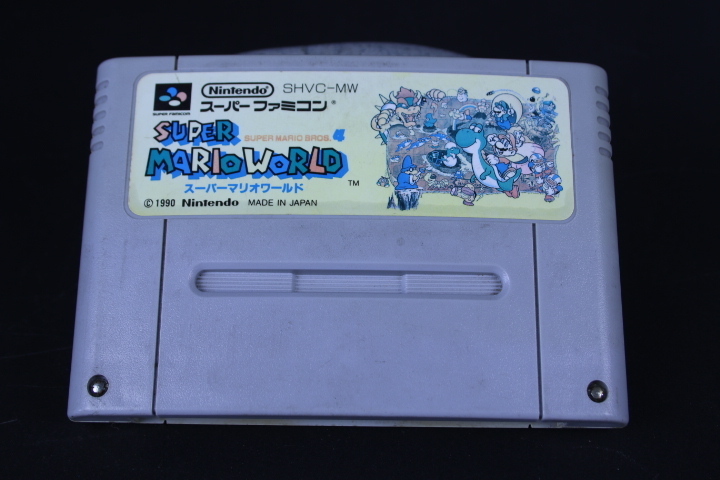 Nintendo SHVC-MW
SUPER FAMICOM
スーパーファミコン®
SUPER SUPER MARIO BROS. 4
MARIO WORLD
スーパーマリオワールド TM
© 1990 Nintendo MADE IN JAPAN